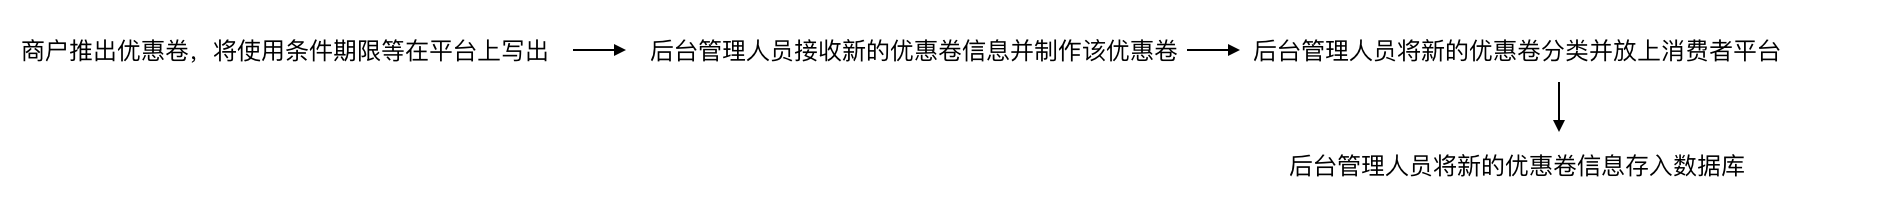 商户推出优惠卷，将使用条件期限等在平台上写出
后台管理人员接收新的优惠卷信息并制作该优惠卷
后台管理人员将新的优惠卷分类并放上消费者平台
后台管理人员将新的优惠卷信息存入数据库